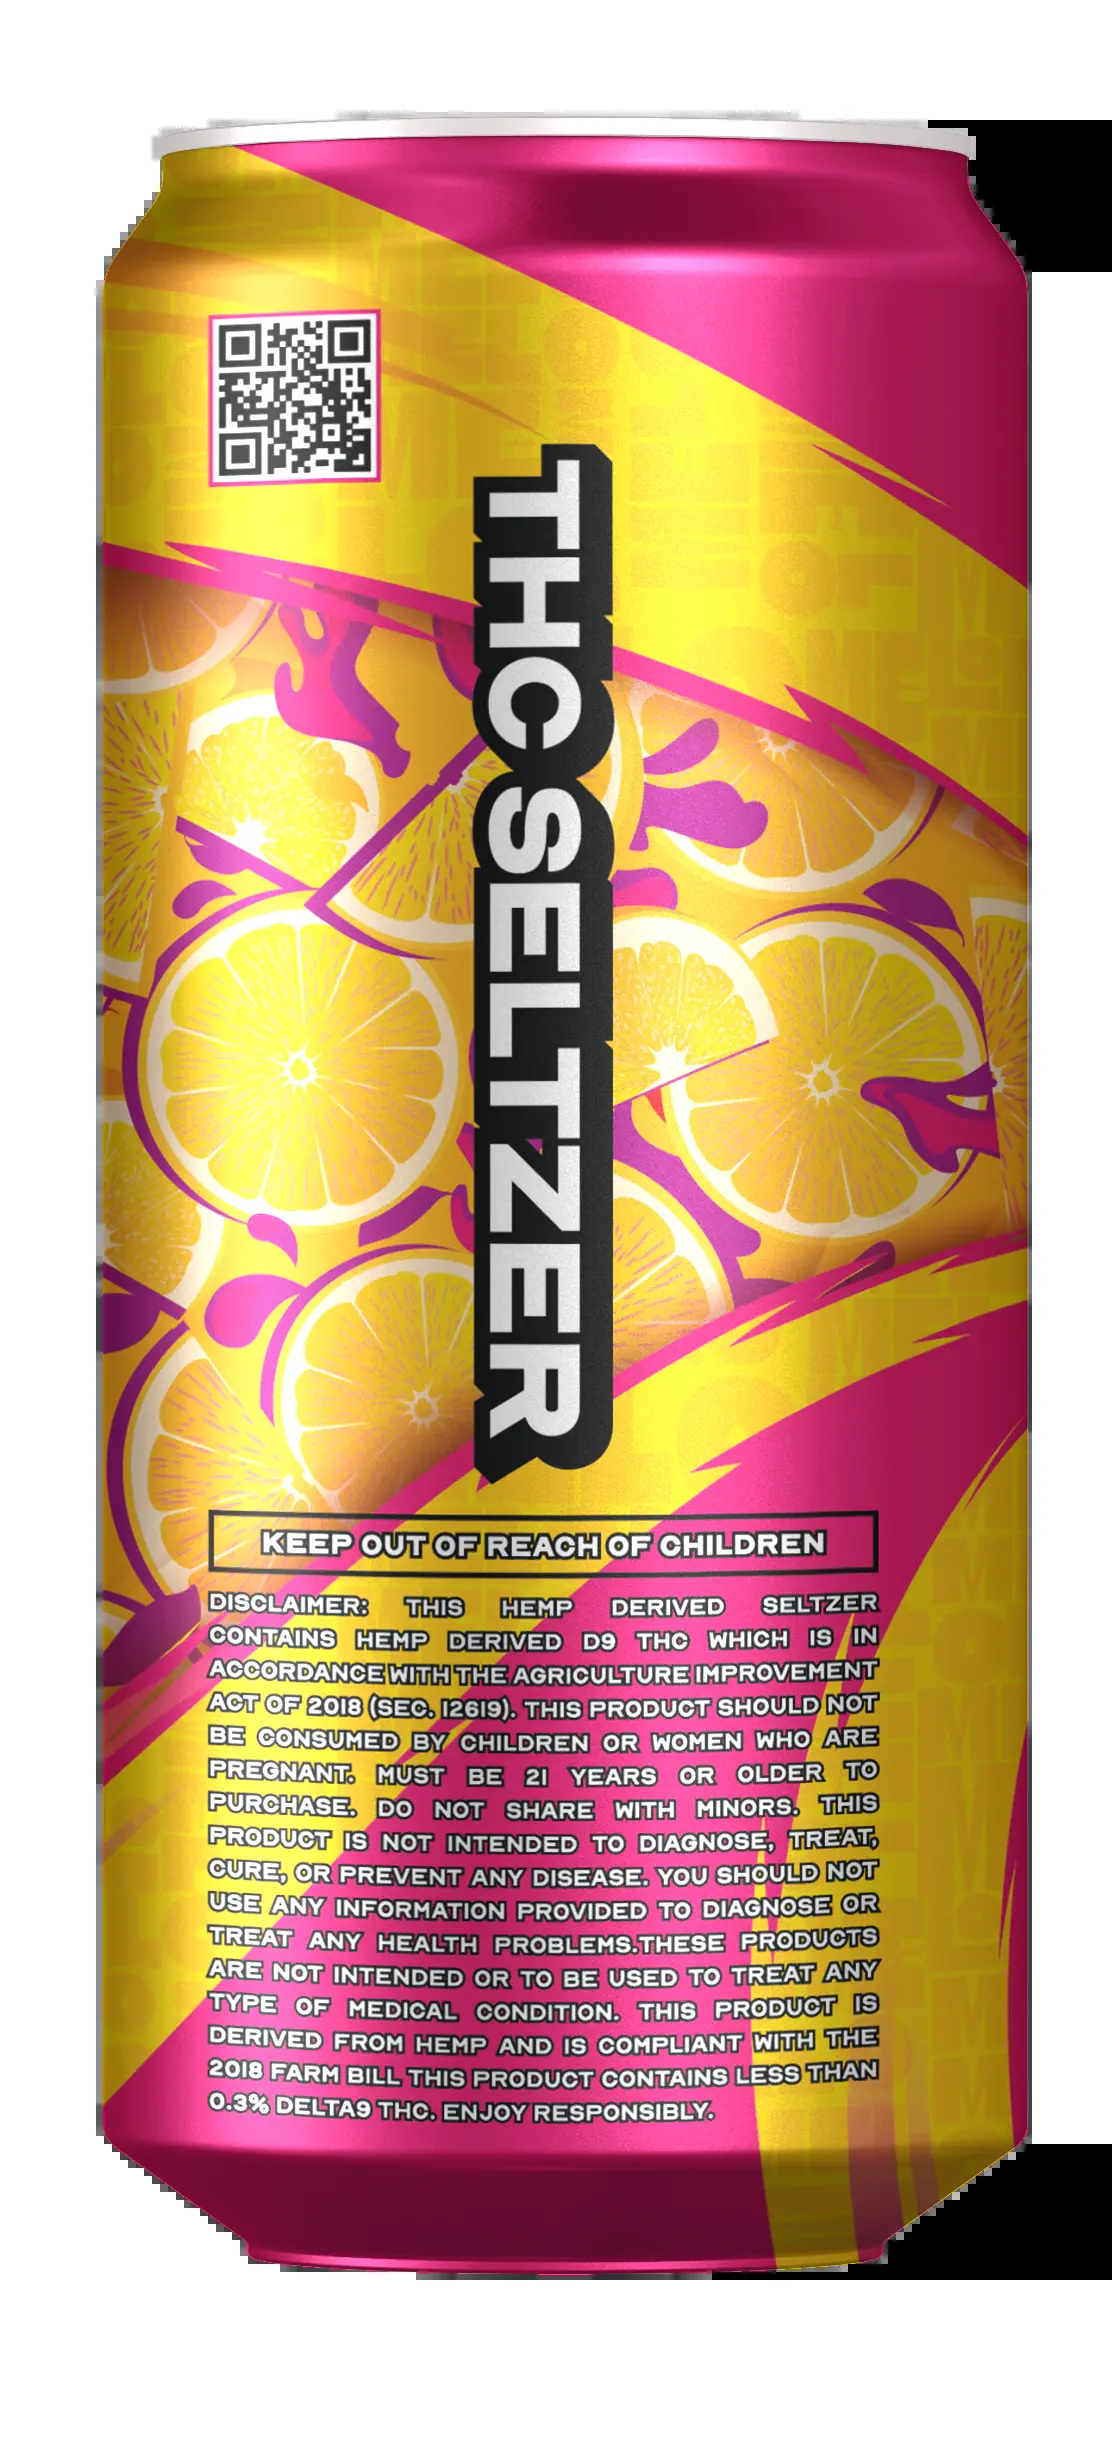 THC SELTZER
KEEP OUT OF REACH OF CHILDREN
DISCLAIMER: THIS HEMP DERIVED SELTZER
CONTAINS HEMP DERIVED D9 THC WHICH IS IN
ACCORDANCE WITH THE AGRICULTURE IMPROVEMENT
ACT OF 2018 (SEC. 12619). THIS PRODUCT SHOULD NOT
BE CONSUMED BY CHILDREN OR WOMEN WHO ARE
PREGNANT. MUST BE 21 YEARS OR OLDER TO
PURCHASE. DO NOT SHARE WITH MINORS. THIS
PRODUCT IS NOT INTENDED TO DIAGNOSE, TREAT,
CURE, OR PREVENT ANY DISEASE. YOU SHOULD NOT
USE ANY INFORMATION PROVIDED TO DIAGNOSE OR
TREAT ANY HEALTH PROBLEMS.THESE PRODUCTS
ARE NOT INTENDED OR TO BE USED TO TREAT ANY
TYPE OF MEDICAL CONDITION. THIS PRODUCT IS
DERIVED FROM HEMP AND IS COMPLIANT WITH THE
2018 FARM BILL THIS PRODUCT CONTAINS LESS THAN
0.3% DELTA9 THC. ENJOY RESPONSIBLY.